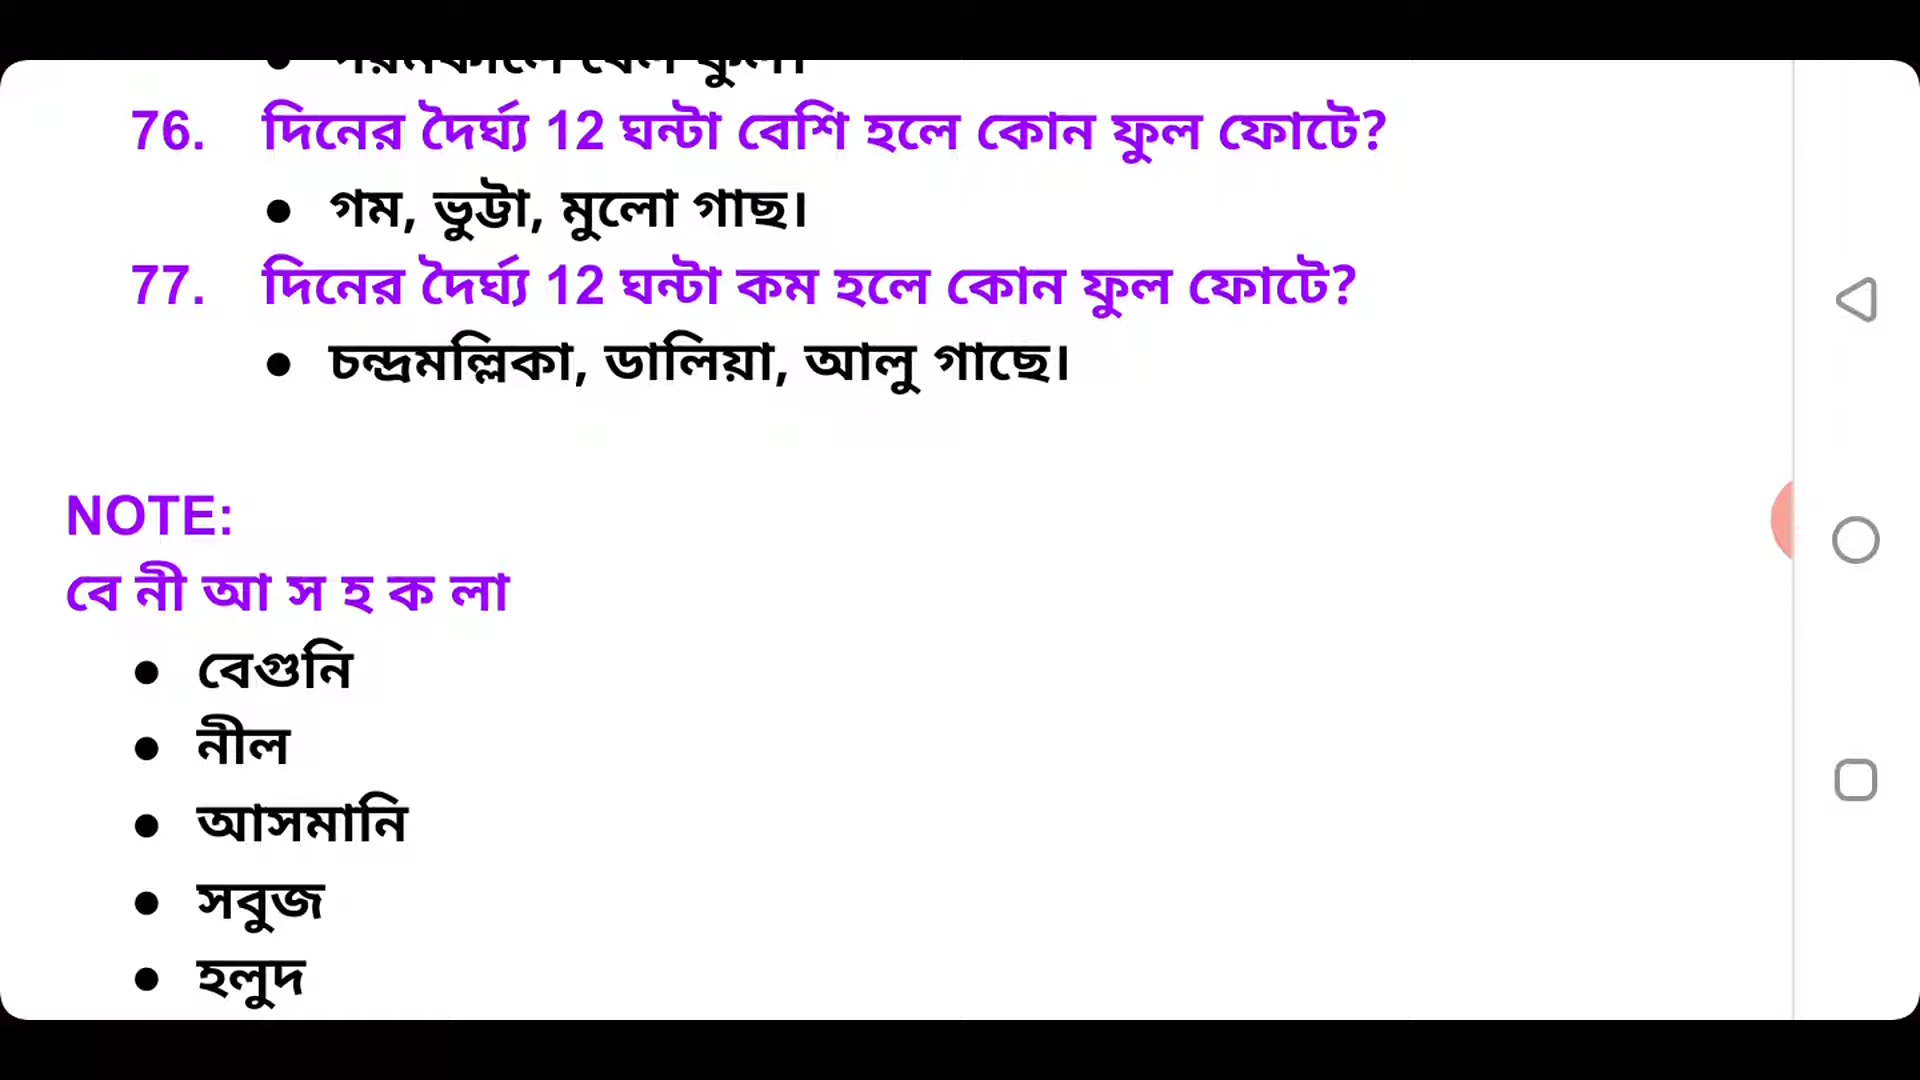 76. দিনের দৈর্ঘ্য 12 ঘন্টা বেশি হলে কোন ফুল ফোটে?
● গম, ভুট্টা, মুলো গাছ।
77. দিনের দৈর্ঘ্য 12 ঘন্টা কম হলে কোন ফুল ফোটে?
● চন্দ্রমল্লিকা, ডালিয়া, আলু গাছে।
NOTE:
বে নী আ স হ ক লা
● বেগুনি
● নীল
● আসমানি
● সবুজ
● হলুদ